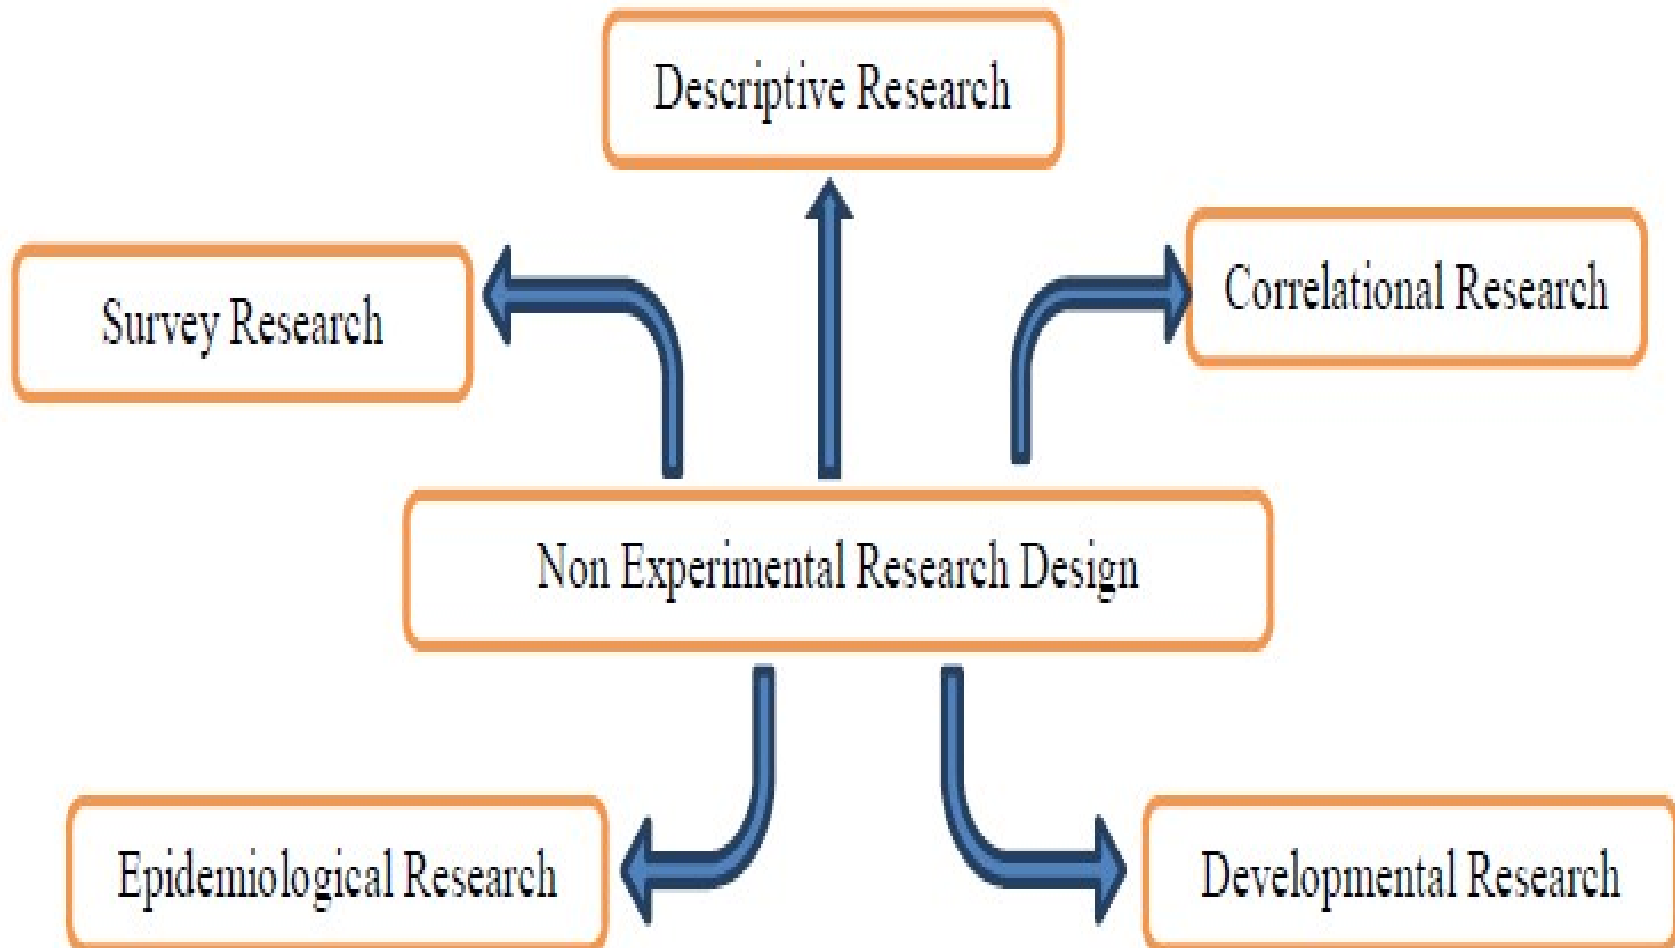 Descriptive Research
Survey Research
Correlational Research
Non Experimental Research Design
Epidemiological Research
Developmental Research